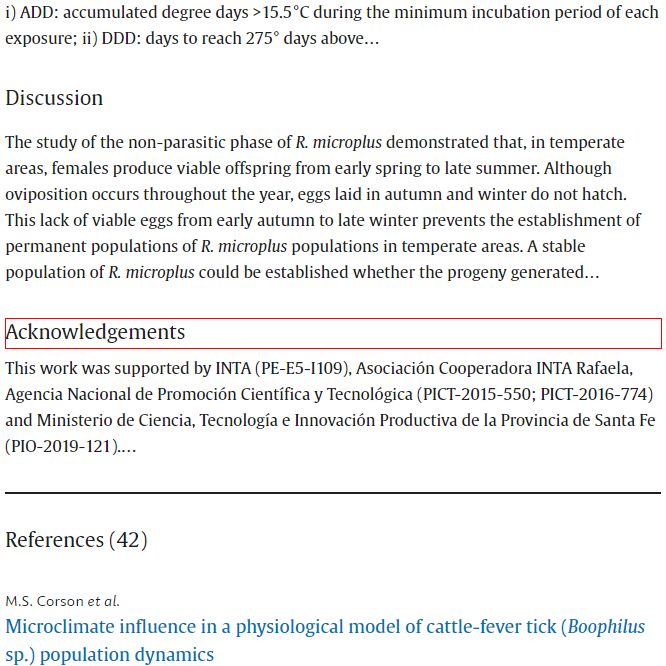 i) ADD: accumulated degree days >15.5°C during the minimum incubation period of each
exposure; ii) DDD: days to reach 275° days above…
Discussion
The study of the non-parasitic phase of R. microplus demonstrated that, in temperate
areas, females produce viable offspring from early spring to late summer. Although
oviposition occurs throughout the year, eggs laid in autumn and winter do not hatch.
This lack of viable eggs from early autumn to late winter prevents the establishment of
permanent populations of R. microplus populations in temperate areas. A stable
population of R. microplus could be established whether the progeny generated…
Acknowledgements
This work was supported by INTA (PE-E5-I109), Asociación Cooperadora INTA Rafaela,
Agencia Nacional de Promoción Científica y Tecnológica (PICT-2015-550; PICT-2016-774)
and Ministerio de Ciencia, Tecnología e Innovación Productiva de la Provincia de Santa Fe
(PIO-2019-121).…
References (42)
M.S. Corson et al.
Microclimate influence in a physiological model of cattle-fever tick (Boophilus
sp.) population dynamics